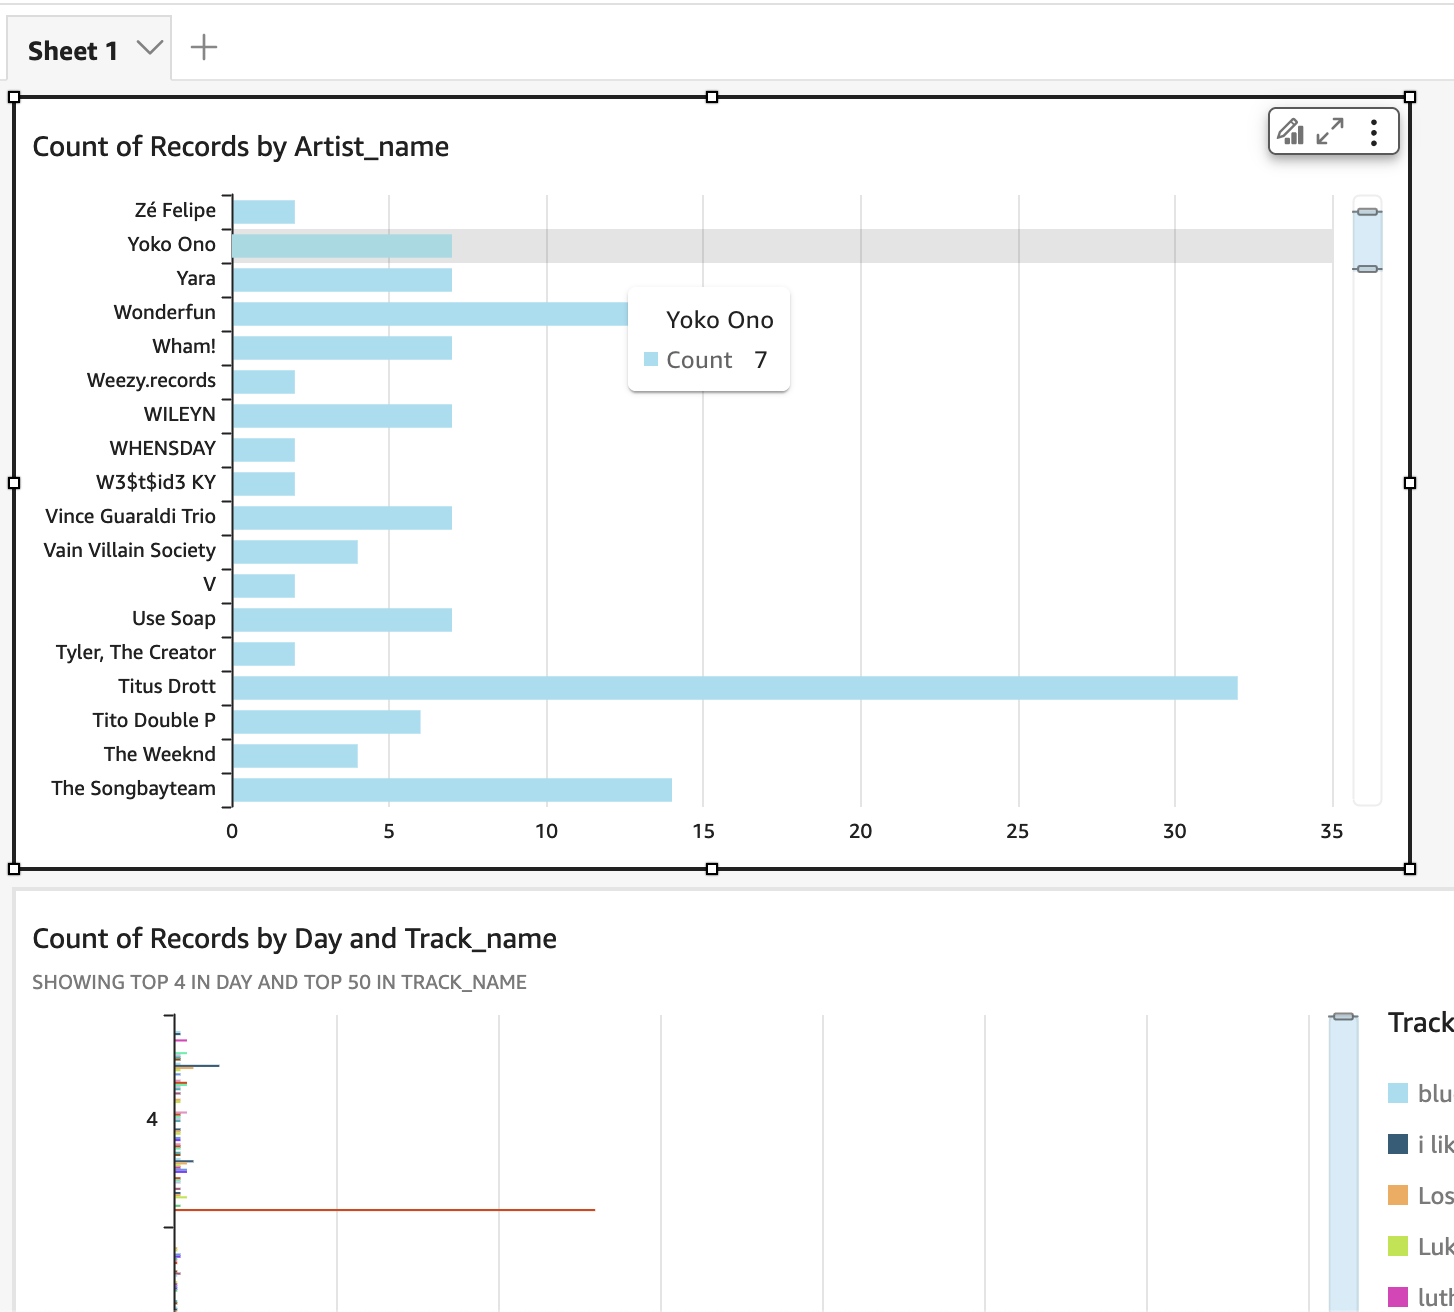 Sheet 1
Count of Records by Artist_name
Zé Felipe
Yoko Ono
Yara
Wonderfun
Wham!
Weezy.records
WILEYN
WHENSDAY
W3$t$id3 KY
Vince Guaraldi Trio
Vain Villain Society
V
Use Soap
Tyler, The Creator
Titus Drott
Tito Double P
The Weeknd
The Songbayteam
Yoko Ono
Count 7
0 5 10 15 20 25 30 35
Count of Records by Day and Track_name
SHOWING TOP 4 IN DAY AND TOP 50 IN TRACK_NAME
4
Track
blu
i lik
Los
Luk
luth